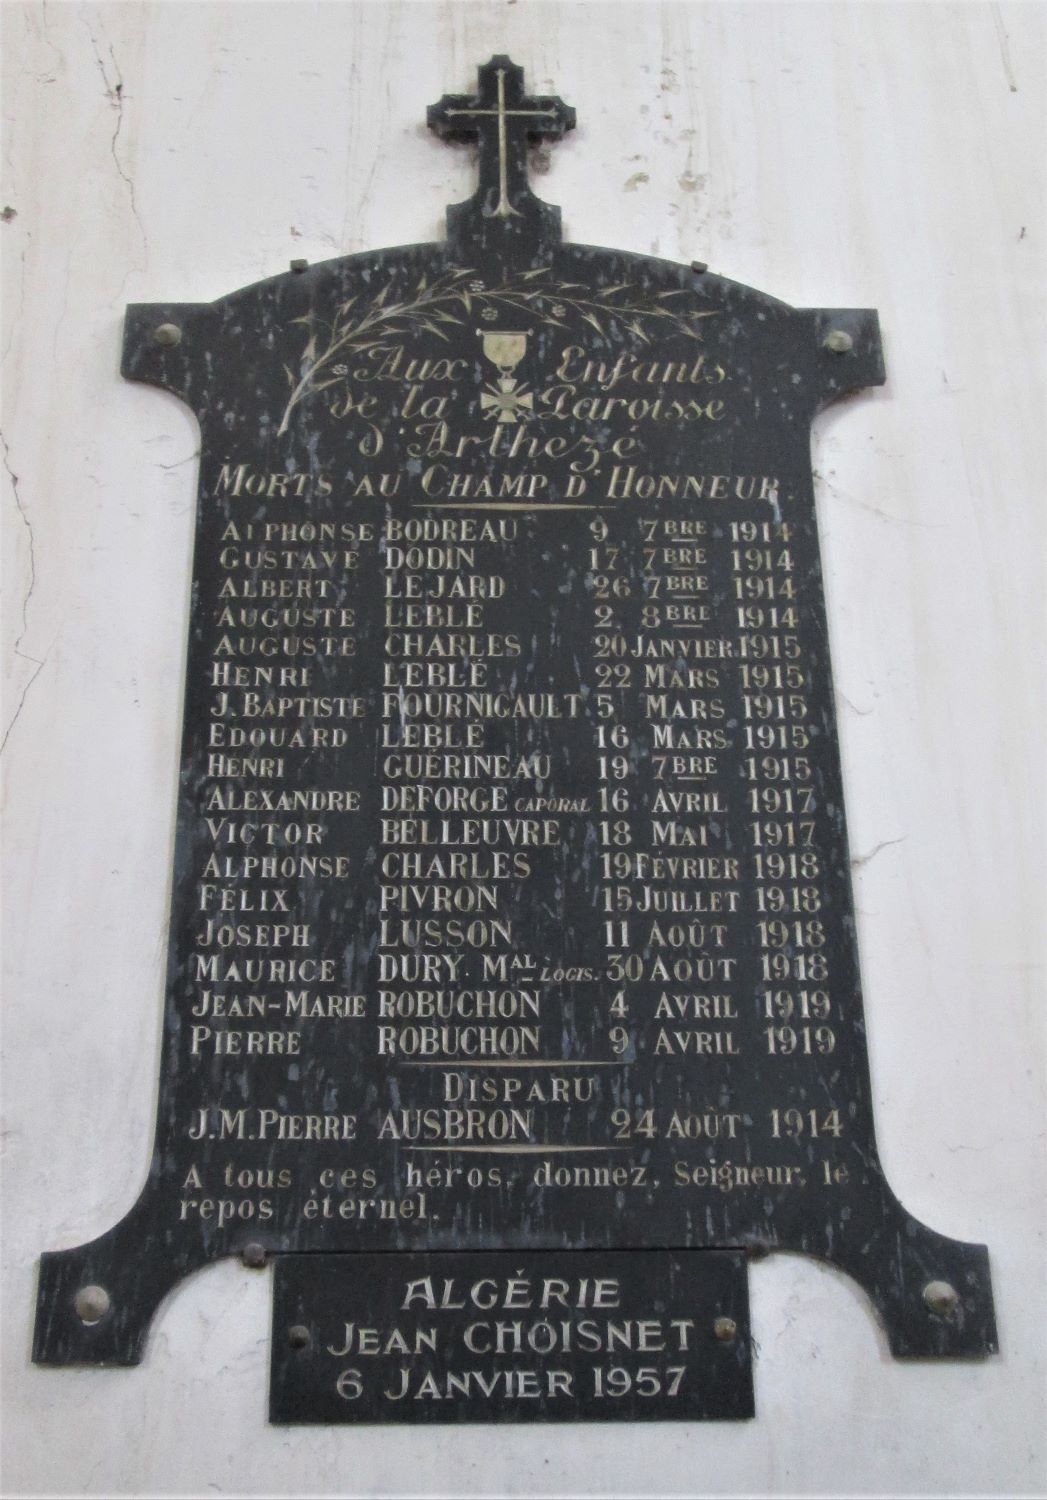 Aux Enfants
de la Paroisse
d'Arthezé
MORTS AU CHAMP D'HONNEUR.
ALPHONSE BODREAU 9 7BRE 1914
GUSTAVE DODIN 17 7BRE 1914
ALBERT LEJARD 26 7BRE 1914
AUGUSTE LEBLÉ 2 8BRE 1914
AUGUSTE CHARLES 20 JANVIER 1915
HENRI LEBLÉ 22 MARS 1915
J. BAPTISTE FOURNIGAULT 5 MARS 1915
EDOUARD LEBLÉ 16 MARS 1915
HENRI GUÉRINEAU 19 7BRE 1915
ALEXANDRE DEFORGE CAPORAL 16 AVRIL 1917
VICTOR BELLEUVRE 18 MAI 1917
ALPHONSE CHARLES 19 FÉVRIER 1918
FÉLIX PIVRON 15 JUILLET 1918
JOSEPH LUSSON 11 AOÛT 1918
MAURICE DURY. MAL LOGIS. 30 AOÛT 1918
JEAN-MARIE ROBUCHON 4 AVRIL 1919
PIERRE ROBUCHON 9 AVRIL 1919
DISPARU
J.M. PIERRE AUSBRON 24 AOÛT 1914
A tous ces héros, donnez, Seigneur, le
repos éternel.
ALGÉRIE
JEAN CHOISNET
6 JANVIER 1957